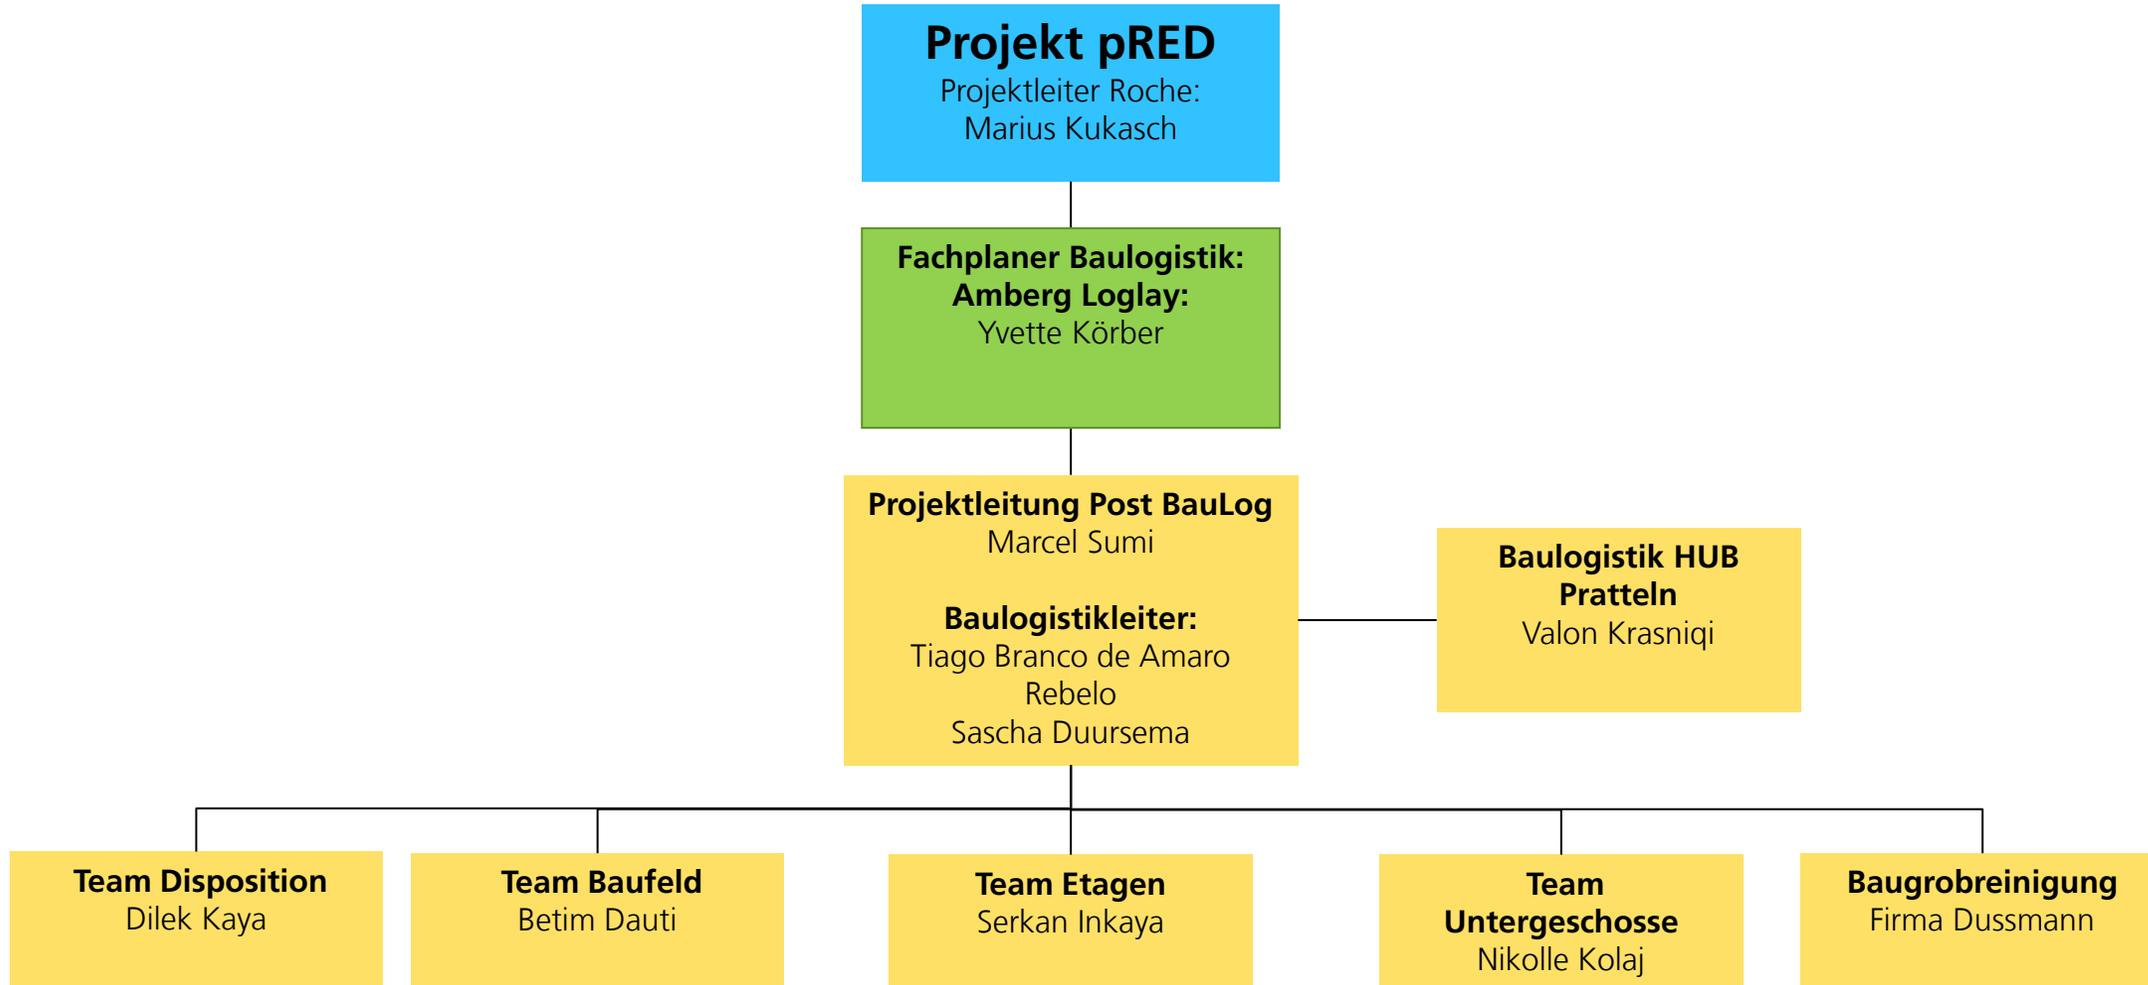 Projekt pRED
Projektleiter Roche:
Marius Kukasch
Fachplaner Baulogistik:
Amberg Loglay:
Yvette Körber
Projektleitung Post BauLog
Marcel Sumi
Baulogistikleiter:
Tiago Branco de Amaro
Rebelo
Sascha Duursema
Baulogistik HUB
Pratteln
Valon Krasniqi
Team Disposition
Dilek Kaya
Team Baufeld
Betim Dauti
Team Etagen
Serkan Inkaya
Team
Untergeschosse
Nikolle Kolaj
Baugrobreinigung
Firma Dussmann